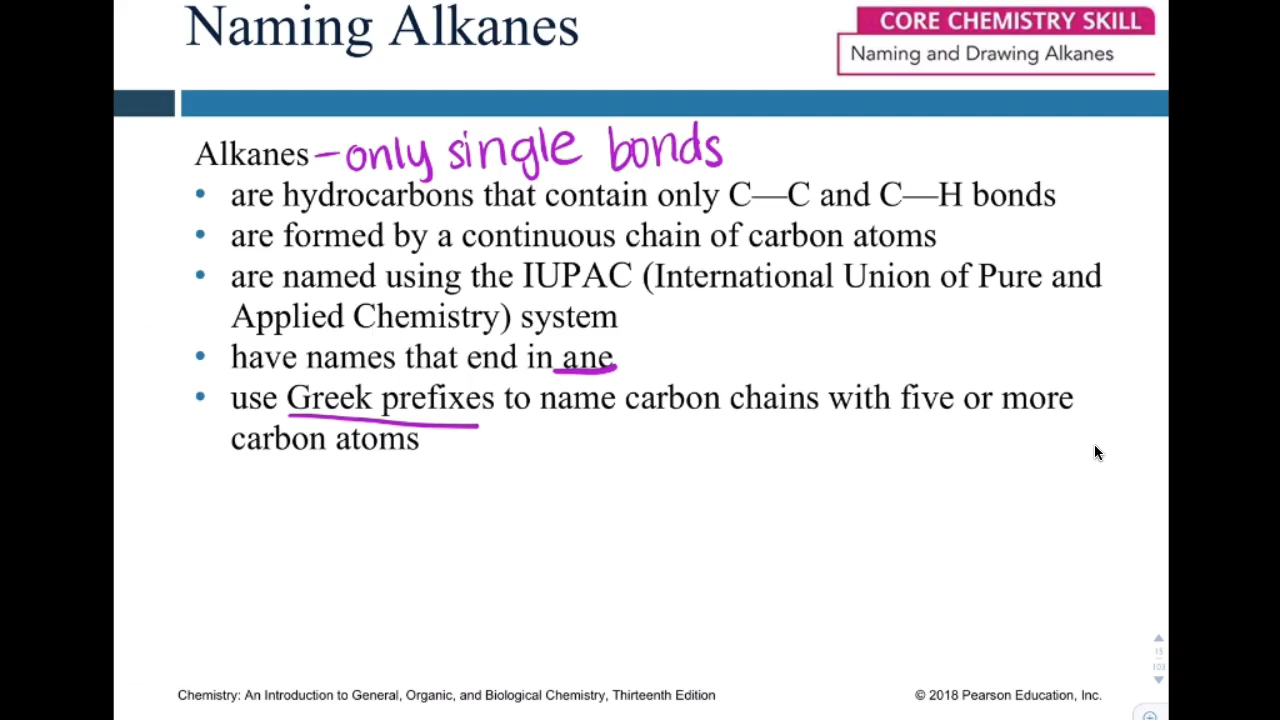 Naming Alkanes
CORE CHEMISTRY SKILL
Naming and Drawing Alkanes
Alkanes – only single bonds
• are hydrocarbons that contain only C—C and C—H bonds
• are formed by a continuous chain of carbon atoms
• are named using the IUPAC (International Union of Pure and
Applied Chemistry) system
• have names that end in ane
• use Greek prefixes to name carbon chains with five or more
carbon atoms
15
103
Chemistry: An Introduction to General, Organic, and Biological Chemistry, Thirteenth Edition
© 2018 Pearson Education, Inc.